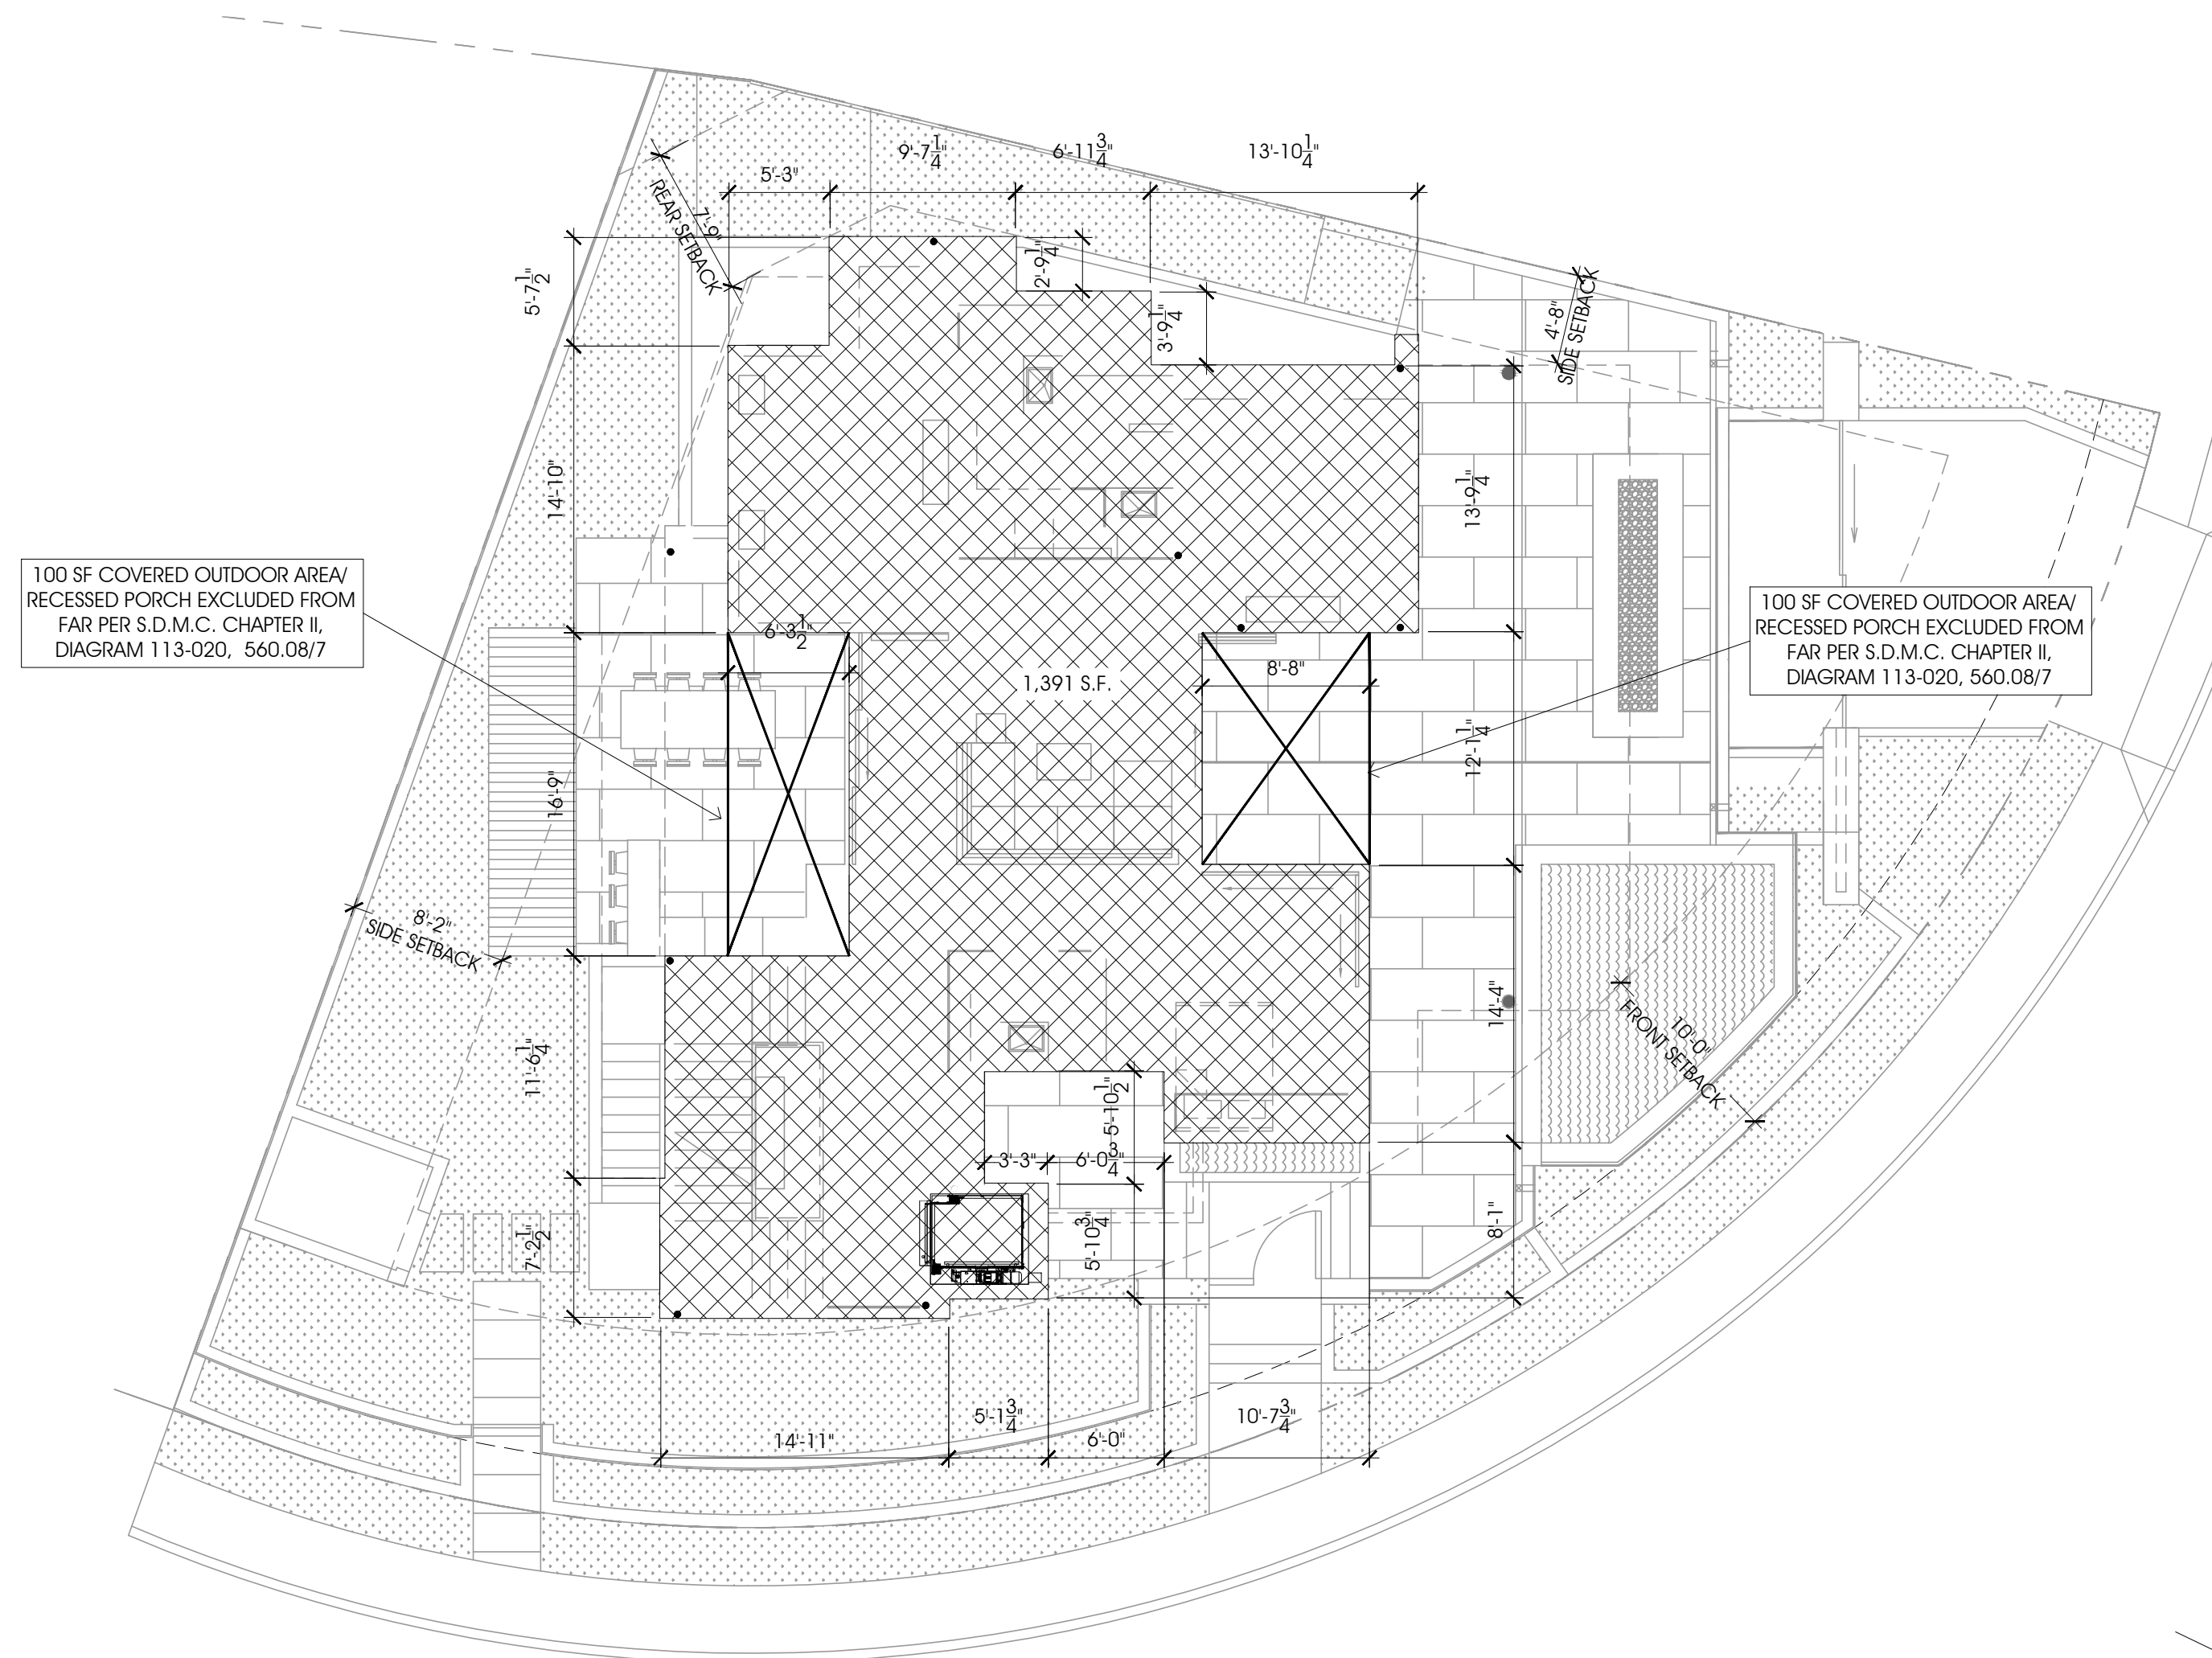 9'-7 1/4"
6'-11 3/4"
13'-10 1/4"
5'-3"
7'-9"
REAR SETBACK
5'-7 1/2"
2'-9 1/4"
3'-9 1/4"
4'-8"
SIDE SETBACK
14'-10"
13'-9 1/4"
100 SF COVERED OUTDOOR AREA/
RECESSED PORCH EXCLUDED FROM
FAR PER S.D.M.C. CHAPTER II,
DIAGRAM 113-020, 560.08/7
100 SF COVERED OUTDOOR AREA/
RECESSED PORCH EXCLUDED FROM
FAR PER S.D.M.C. CHAPTER II,
DIAGRAM 113-020, 560.08/7
6'-3 1/2"
1,391 S.F.
8'-8"
12'-1 1/4"
16'-9"
8'-2"
SIDE SETBACK
14'-4"
10'-0"
FRONT SETBACK
11'-6 1/4"
5'-10 1/2"
3'-3"
6'-0 3/4"
7'-2 1/2"
5'-10 3/4"
8'-1"
14'-11"
5'-1 3/4"
6'-0"
10'-7 3/4"